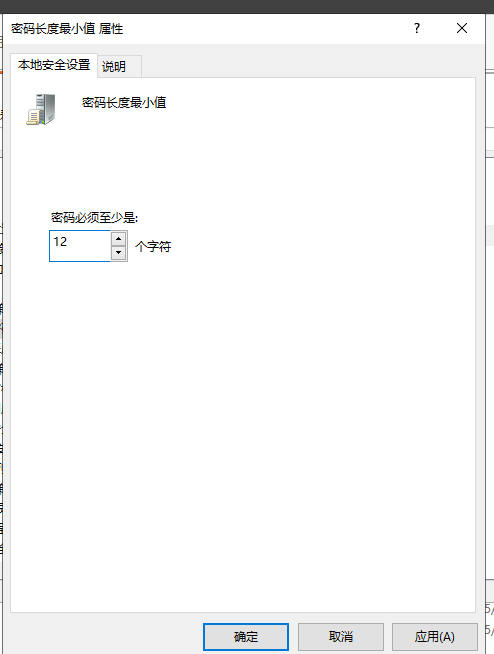 密码长度最小值 属性
?
本地安全设置 说明
密码长度最小值
密码必须至少是:
12 个字符
确定 取消 应用(A)